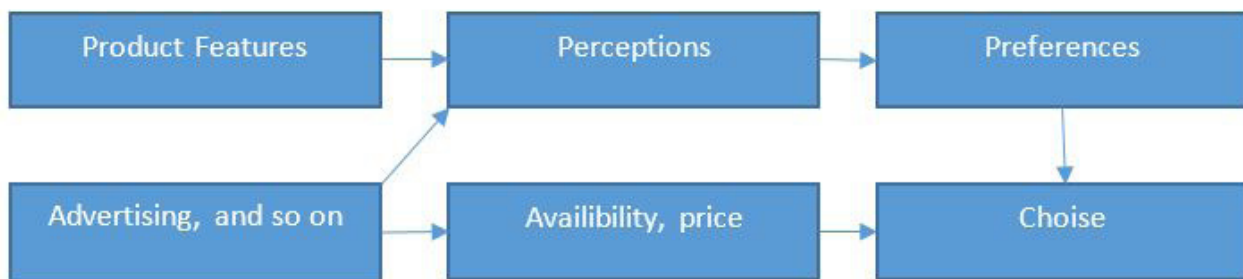 Product Features
Perceptions
Preferences
Advertising, and so on
Availibility, price
Choise